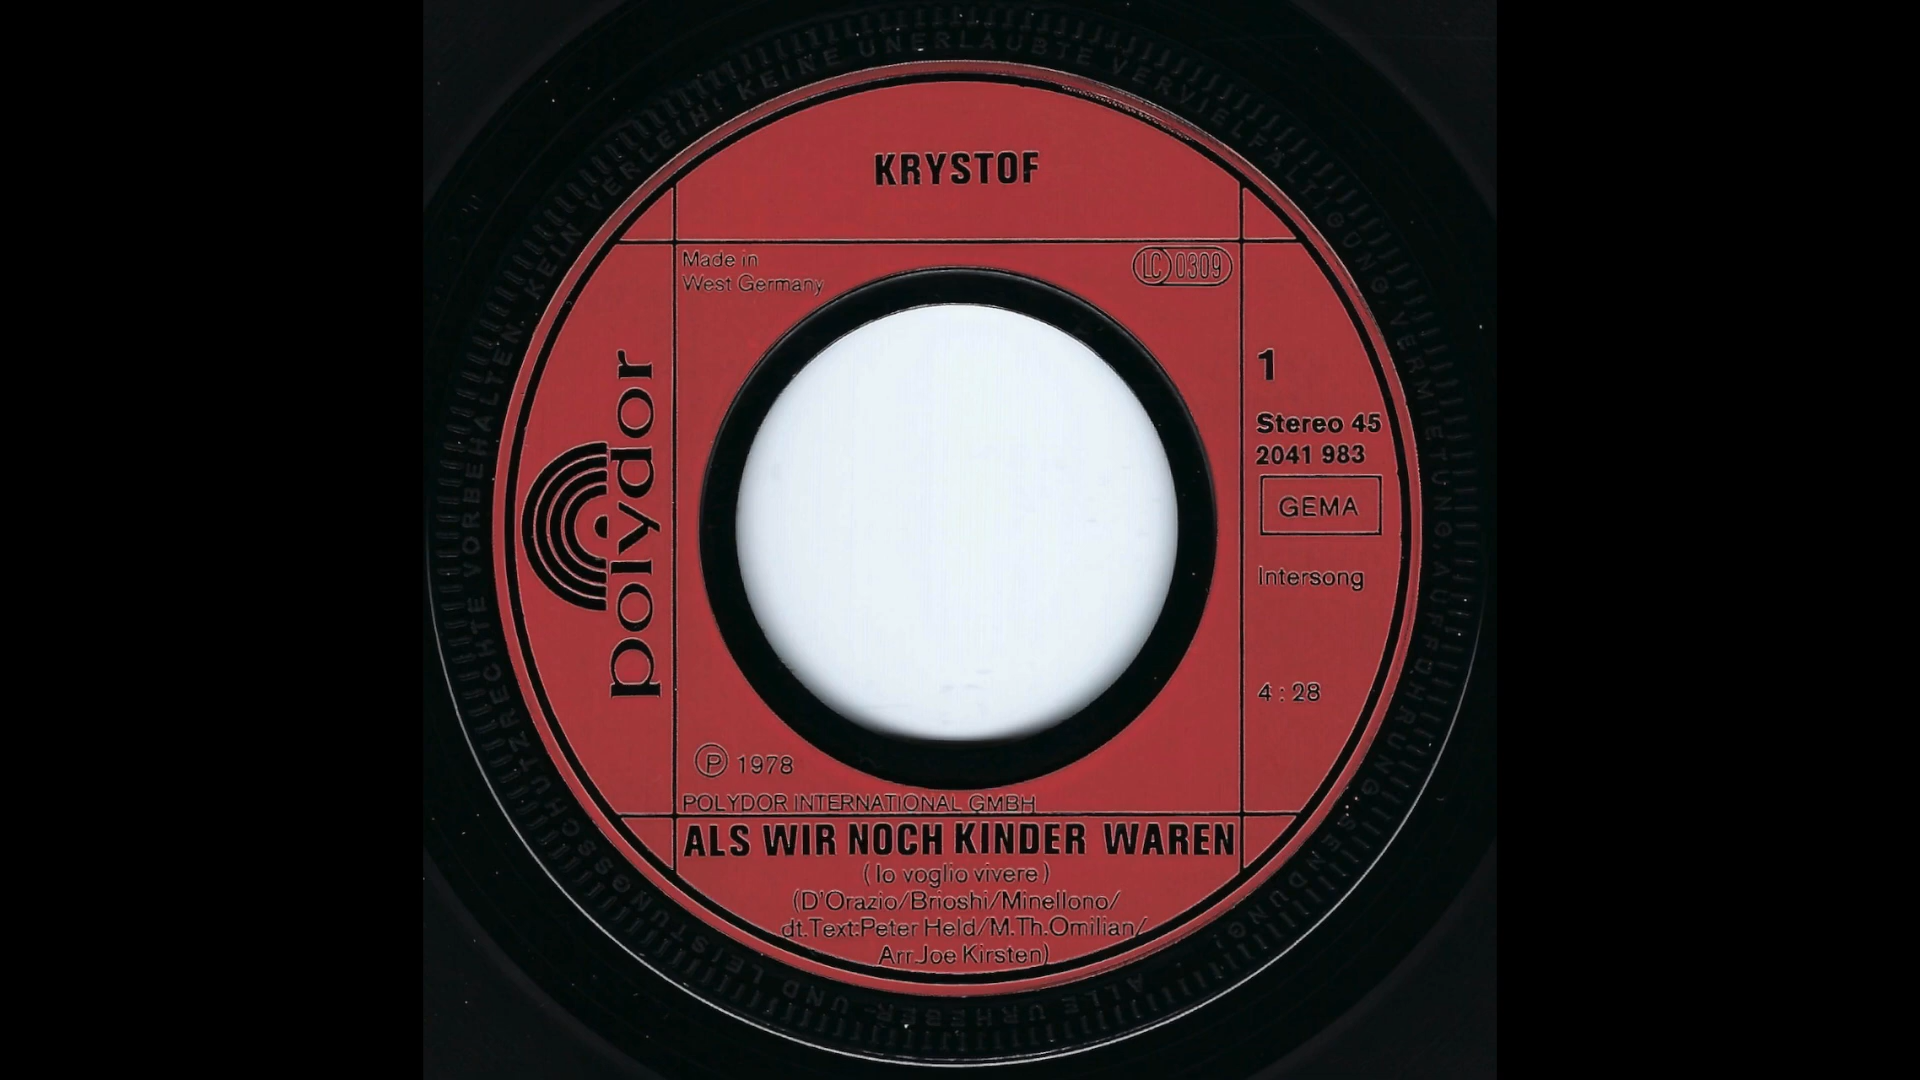 KRYSTOF
Made in
West Germany
LC 0309
polydor
1
Stereo 45
2041 983
GEMA
Intersong
4:28
Ⓟ 1978
POLYDOR INTERNATIONAL GMBH
ALS WIR NOCH KINDER WAREN
(Io voglio vivere)
(D'Orazio/Brioshi/Minellono/
dt.Text:Peter Held/M.Th.Omilian/
Arr.Joe Kirsten)
ALLE URHEBER- UND LEISTUNGSSCHUTZRECHTE VORBEHALTEN. KEIN VERLEIH! KEINE UNERLAUBTE VERVIELFÄLTIGUNG, VERMIETUNG, AUFFÜHRUNG, SENDUNG!